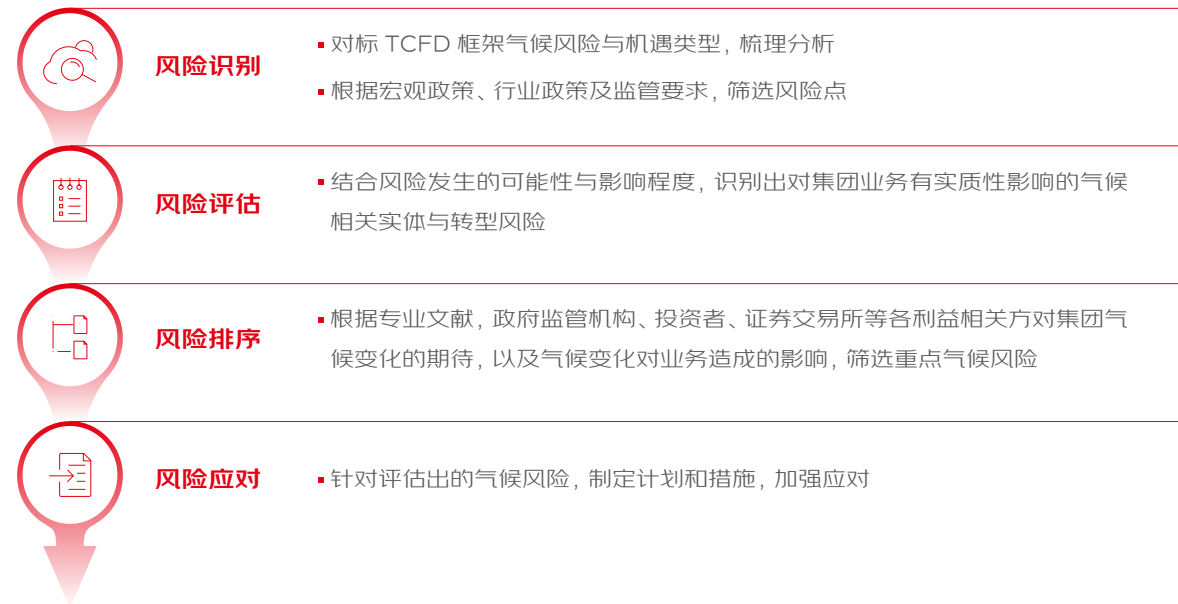 风险识别
▪ 对标 TCFD 框架气候风险与机遇类型, 梳理分析
▪ 根据宏观政策、行业政策及监管要求, 筛选风险点
风险评估
▪ 结合风险发生的可能性与影响程度, 识别出对集团业务有实质性影响的气候
相关实体与转型风险
风险排序
▪ 根据专业文献, 政府监管机构、投资者、证券交易所等各利益相关方对集团气
候变化的期待, 以及气候变化对业务造成的影响, 筛选重点气候风险
风险应对
▪ 针对评估出的气候风险, 制定计划和措施, 加强应对